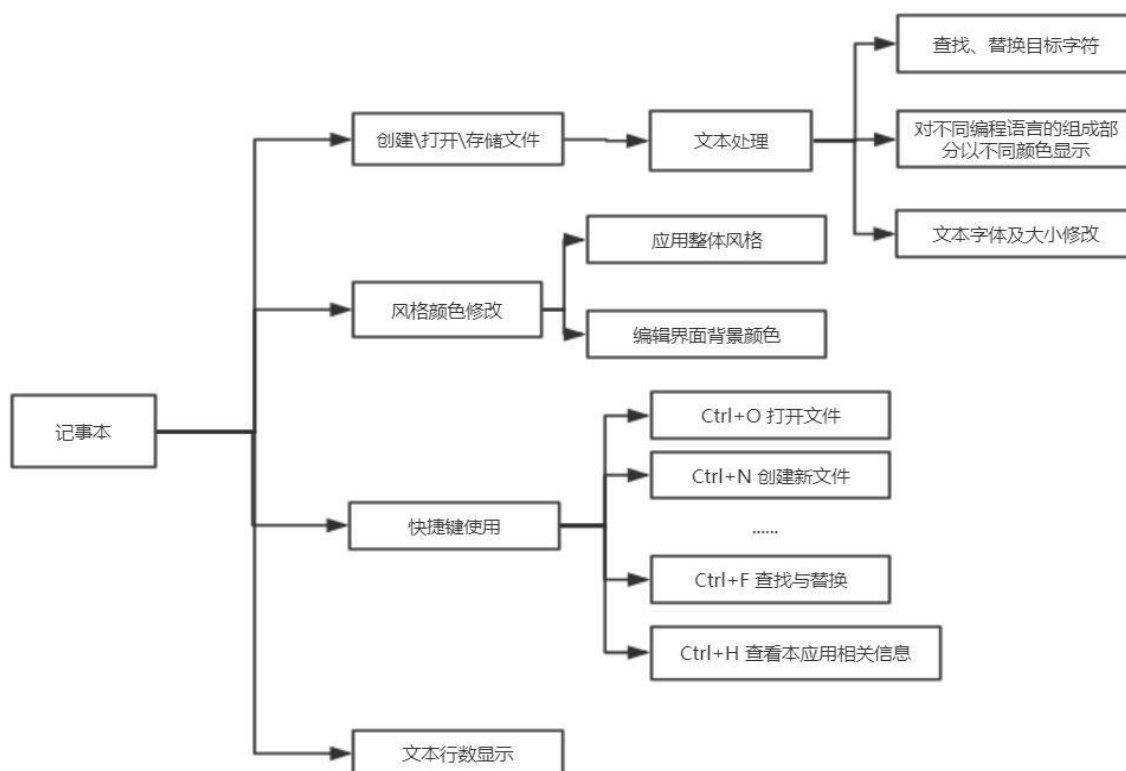 查找、替换目标字符
创建\打开\存储文件
文本处理
对不同编程语言的组成部
分以不同颜色显示
文本字体及大小修改
应用整体风格
风格颜色修改
编辑界面背景颜色
记事本
Ctrl+O 打开文件
Ctrl+N 创建新文件
快捷键使用
......
Ctrl+F 查找与替换
Ctrl+H 查看本应用相关信息
文本行数显示